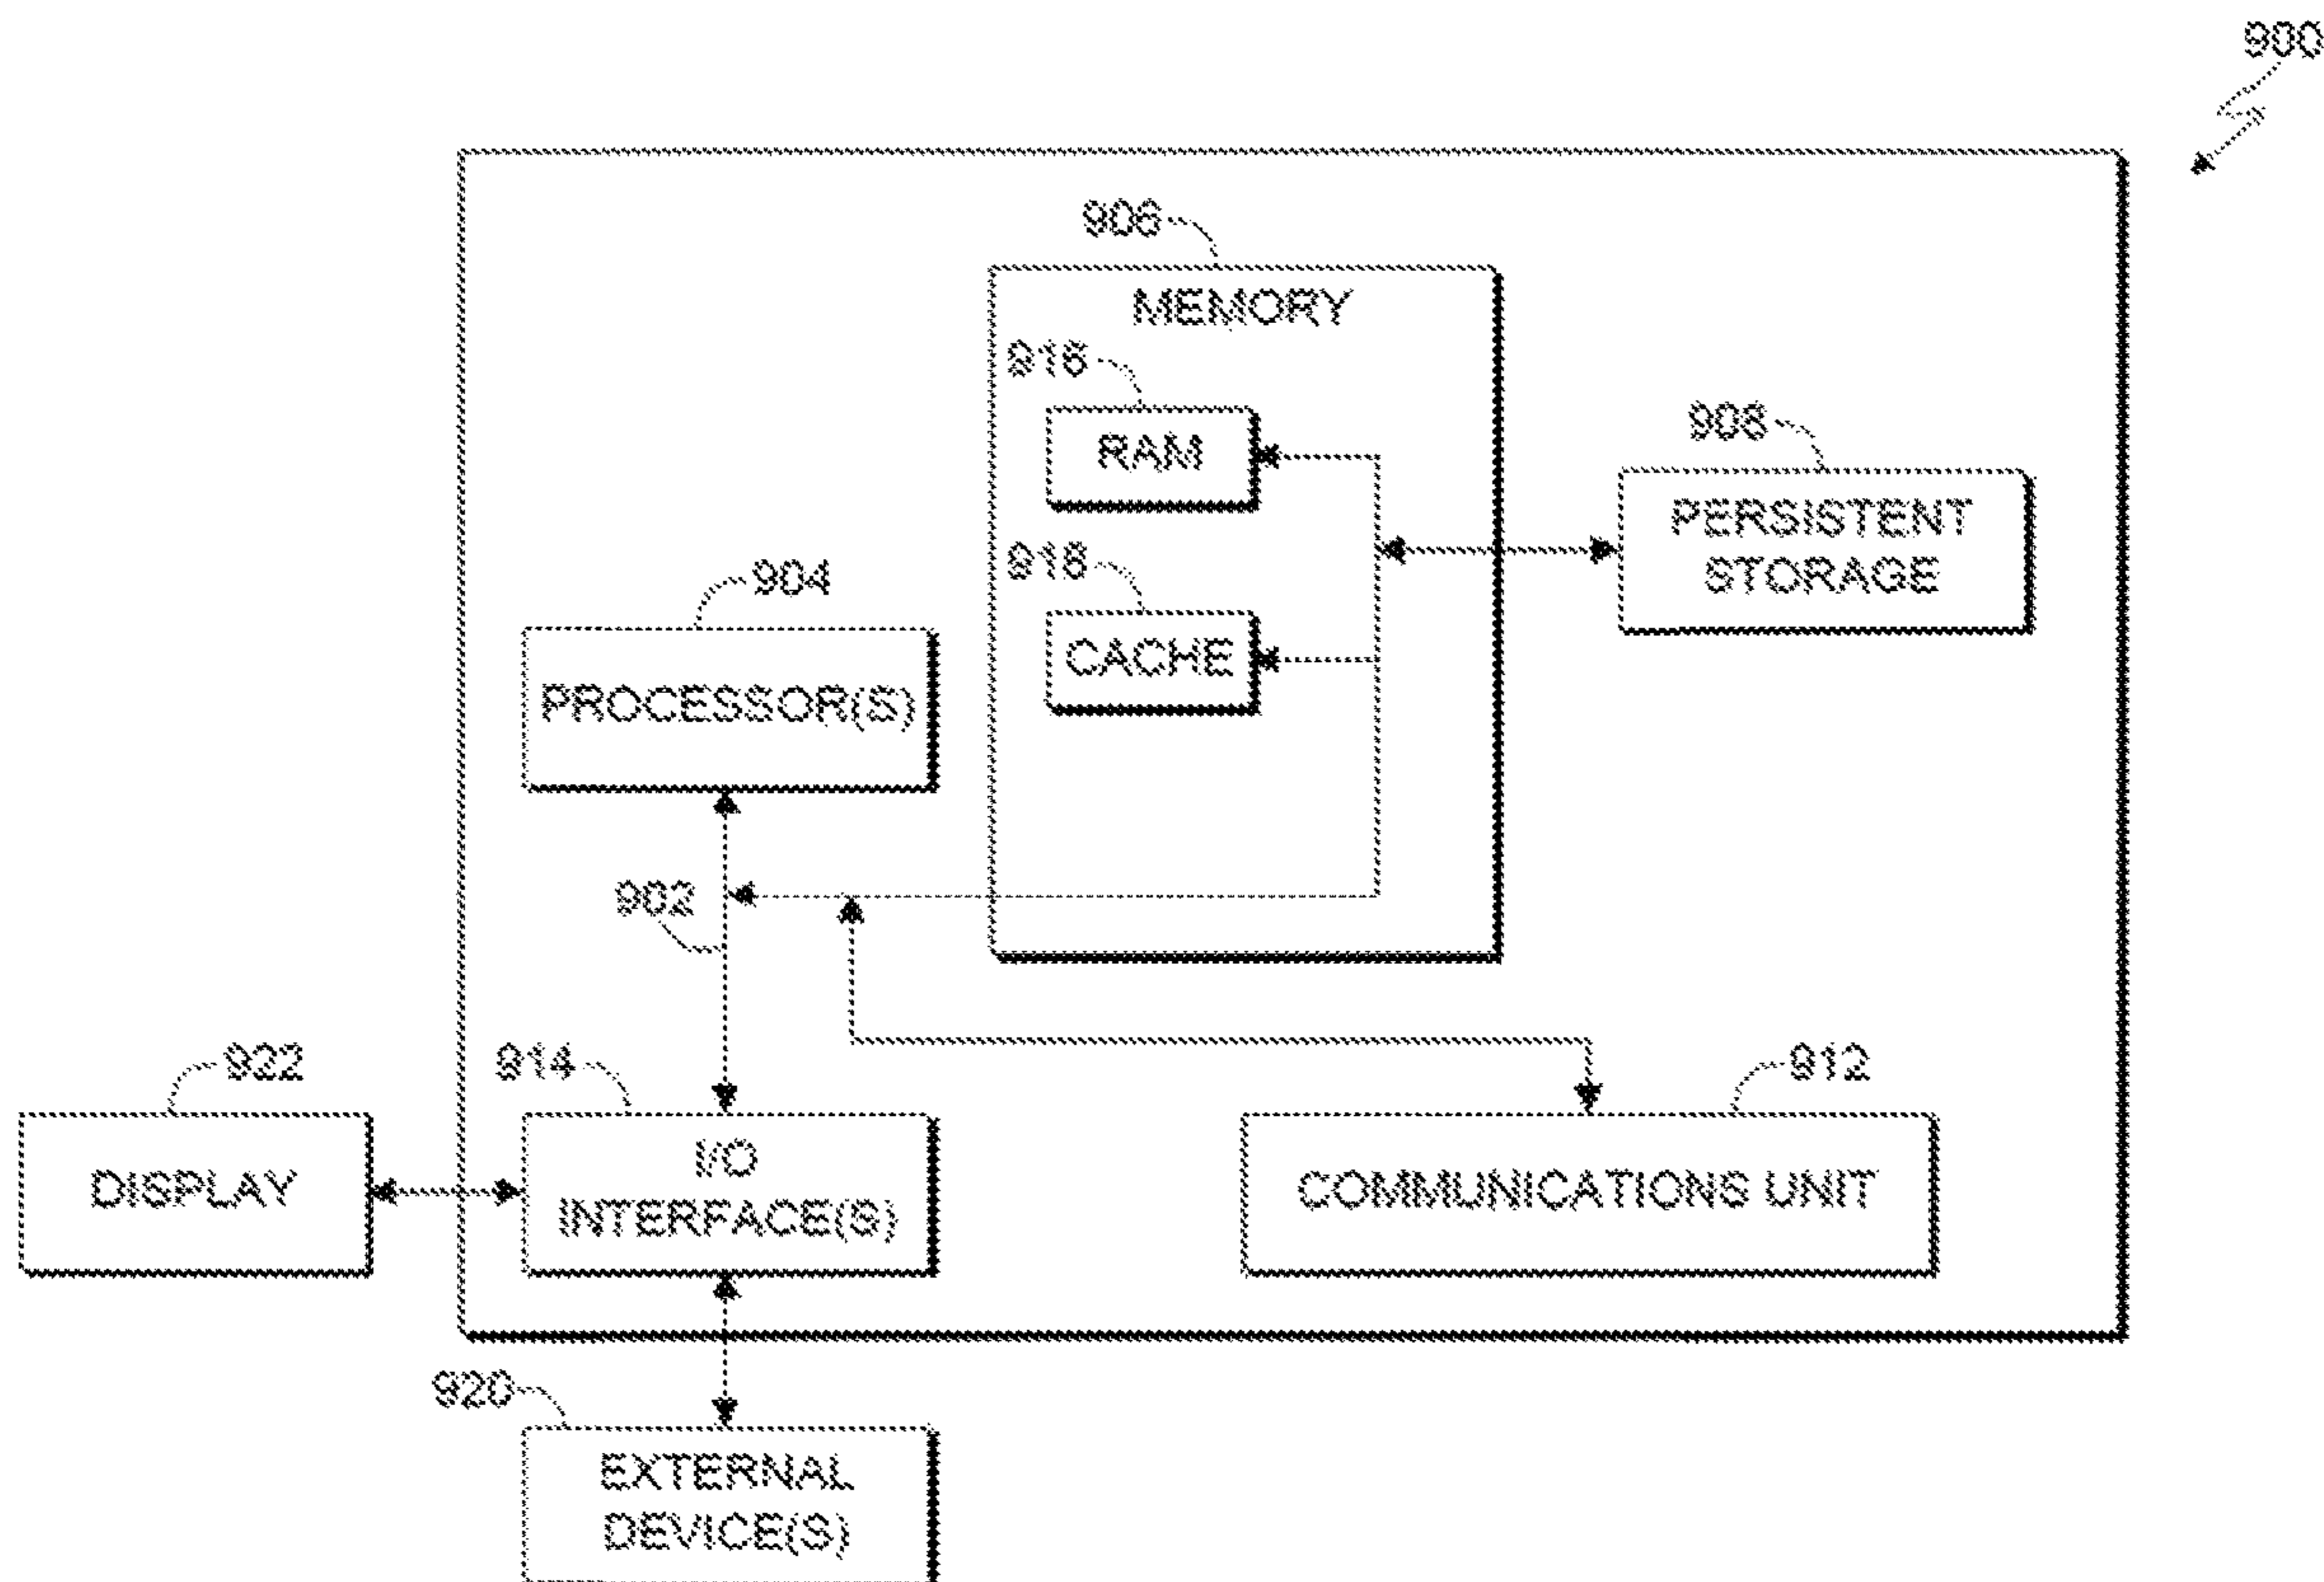 900
906
MEMORY
916
RAM
908
PERSISTENT
STORAGE
918
CACHE
904
PROCESSOR(S)
902
922
914
912
DISPLAY
I/O
INTERFACE(S)
COMMUNICATIONS UNIT
920
EXTERNAL
DEVICE(S)